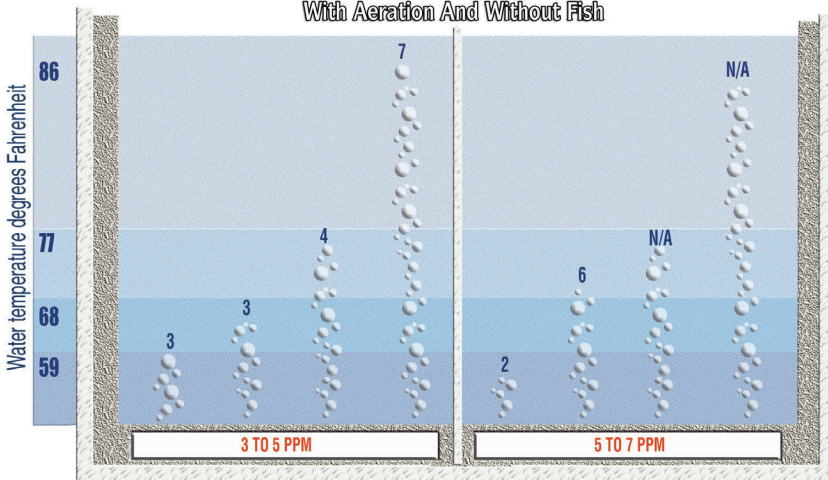 With Aeration And Without Fish
Water temperature degrees Fahrenheit
86
77
68
59
3
3
4
7
2
6
N/A
N/A
3 TO 5 PPM
5 TO 7 PPM